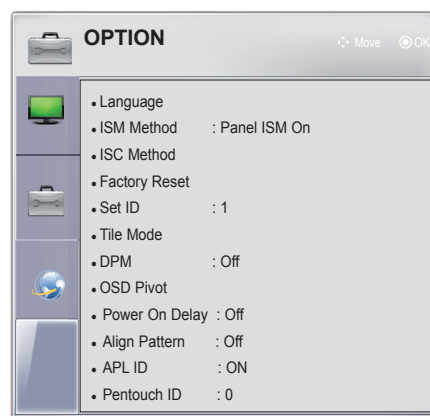 OPTION
Move OK
• Language
• ISM Method : Panel ISM On
• ISC Method
• Factory Reset
• Set ID : 1
• Tile Mode
• DPM : Off
• OSD Pivot
• Power On Delay : Off
• Align Pattern : Off
• APL ID : ON
• Pentouch ID : 0